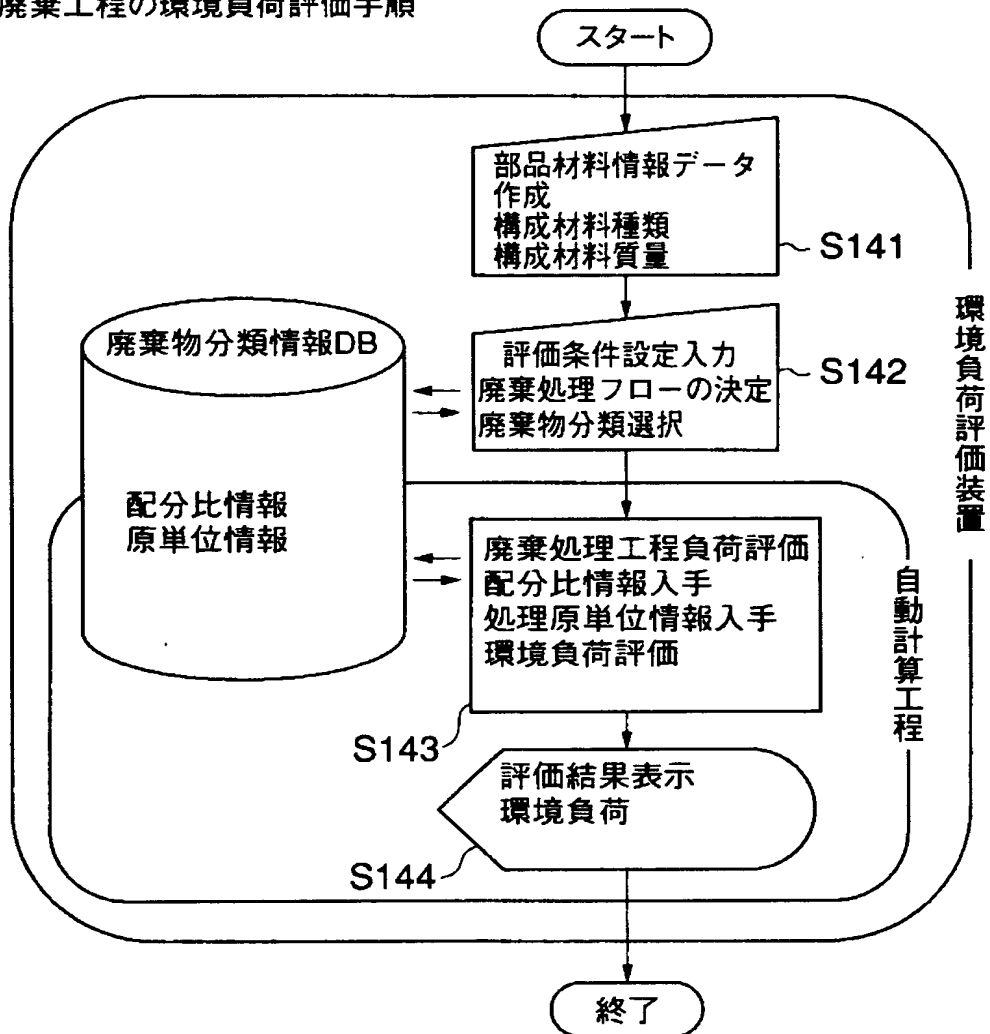 廃棄工程の環境負荷評価手順
スタート
部品材料情報データ
作成
構成材料種類
構成材料質量
S141
廃棄物分類情報DB
配分比情報
原単位情報
評価条件設定入力
廃棄処理フローの決定
廃棄物分類選択
S142
環境負荷評価装置
廃棄処理工程負荷評価
配分比情報入手
処理原単位情報入手
環境負荷評価
S143
自動計算工程
評価結果表示
環境負荷
S144
終了